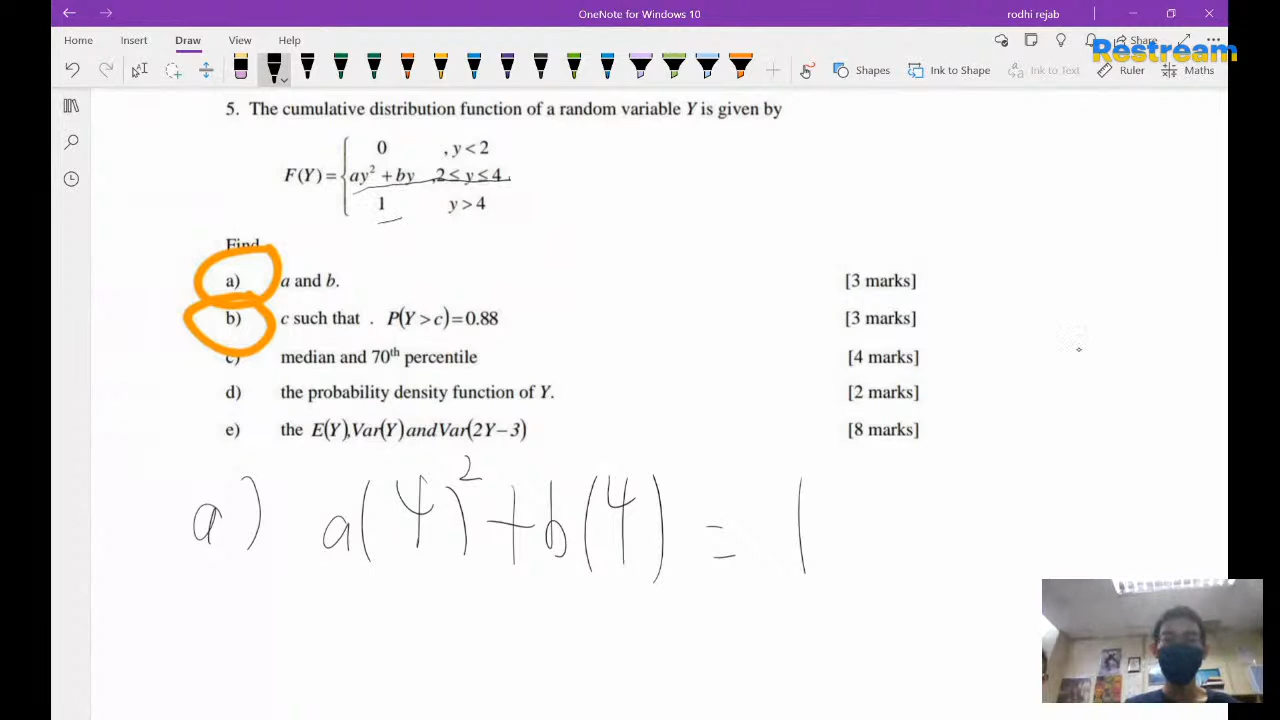 OneNote for Windows 10
rodhi rejab
Home Insert Draw View Help
Share
Restream
Shapes Ink to Shape Ink to Text Ruler Maths
5. The cumulative distribution function of a random variable Y is given by
0 , y < 2
F(Y) = { ay² + by , 2 ≤ y ≤ 4
1 y > 4
Find
a) a and b. [3 marks]
b) c such that . P(Y > c) = 0.88 [3 marks]
c) median and 70th percentile [4 marks]
d) the probability density function of Y. [2 marks]
e) the E(Y), Var(Y) and Var(2Y − 3) [8 marks]
a) a(4)² + b(4) = 1